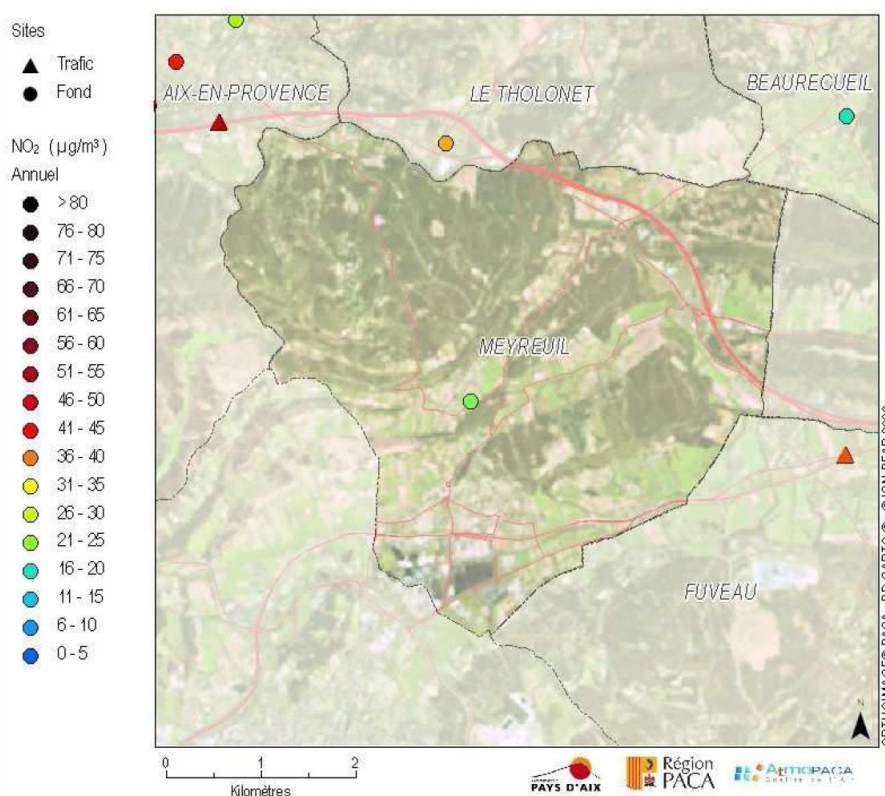 Sites
Trafic
Fond
NO₂ (µg/m³)
Annuel
> 80
76 - 80
71 - 75
66 - 70
61 - 65
56 - 60
51 - 55
46 - 50
41 - 45
36 - 40
31 - 35
26 - 30
21 - 25
16 - 20
11 - 15
6 - 10
0 - 5
AIX-EN-PROVENCE
LE THOLONET
BEAURECUEIL
MEYREUIL
FUVEAU
N
0 1 2
Kilomètres
PAYS D'AIX
Région
PACA
AtmoPACA
Qualité de l'Air